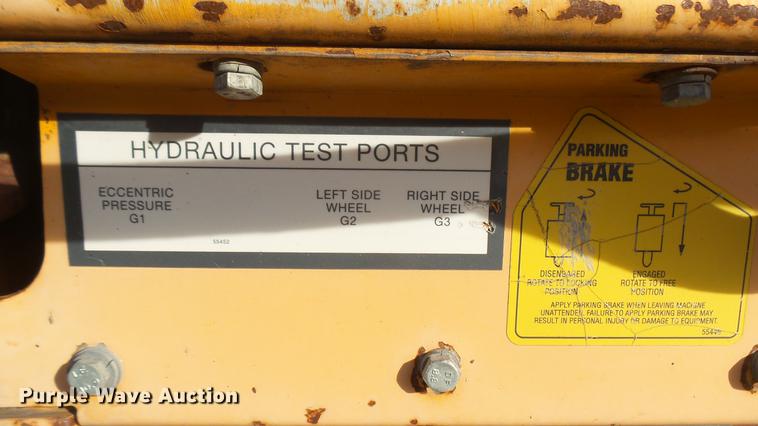 HYDRAULIC TEST PORTS
ECCENTRIC
PRESSURE
G1
LEFT SIDE
WHEEL
G2
RIGHT SIDE
WHEEL
G3
55452
PARKING
BRAKE
DISENGAGED
ROTATE TO LOCKING
POSITION
ENGAGED
ROTATE TO FREE
POSITION
APPLY PARKING BRAKE WHEN LEAVING MACHINE
UNATTENDED. FAILURE TO APPLY PARKING BRAKE MAY
RESULT IN PERSONAL INJURY OR DAMAGE TO EQUIPMENT.
8.8
Purple Wave Auction